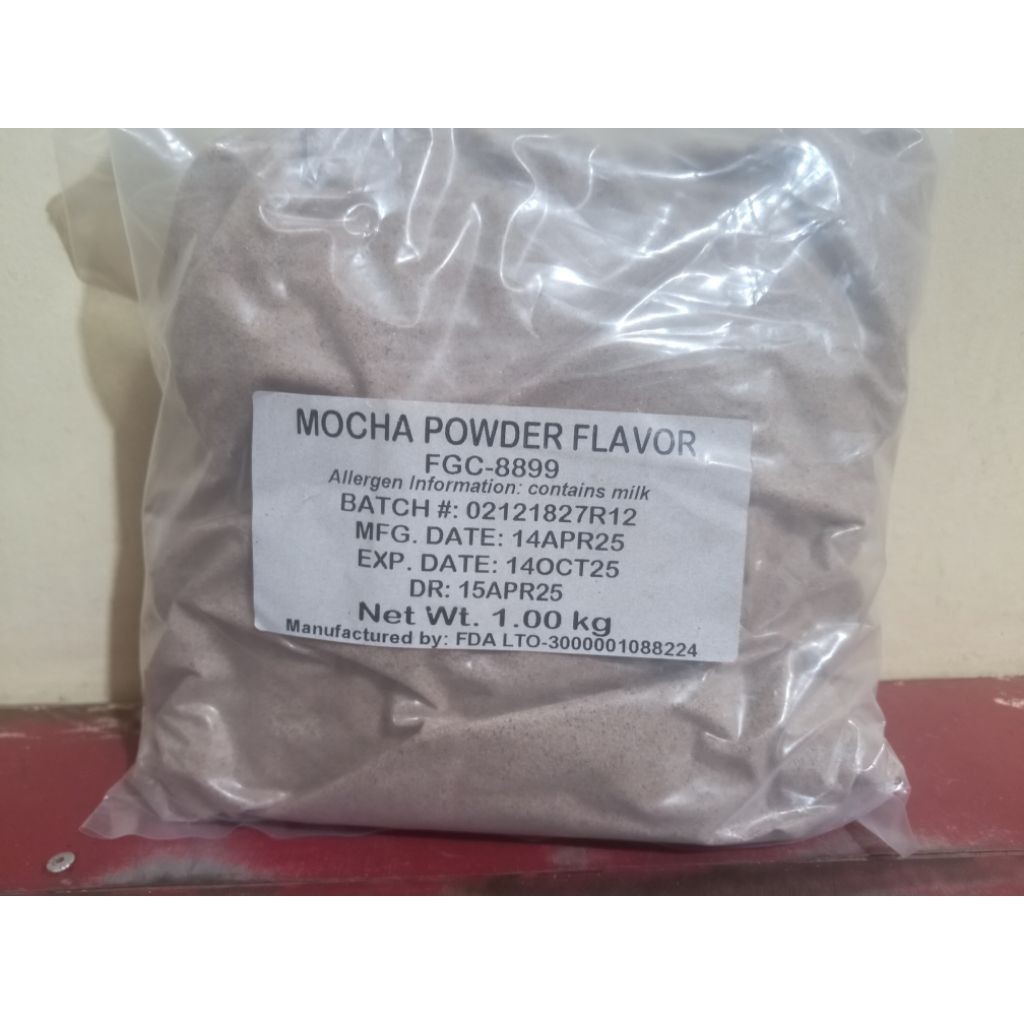 MOCHA POWDER FLAVOR
FGC-8899
Allergen Information: contains milk
BATCH #: 02121827R12
MFG. DATE: 14APR25
EXP. DATE: 14OCT25
DR: 15APR25
Net Wt. 1.00 kg
Manufactured by: FDA LTO-3000001088224